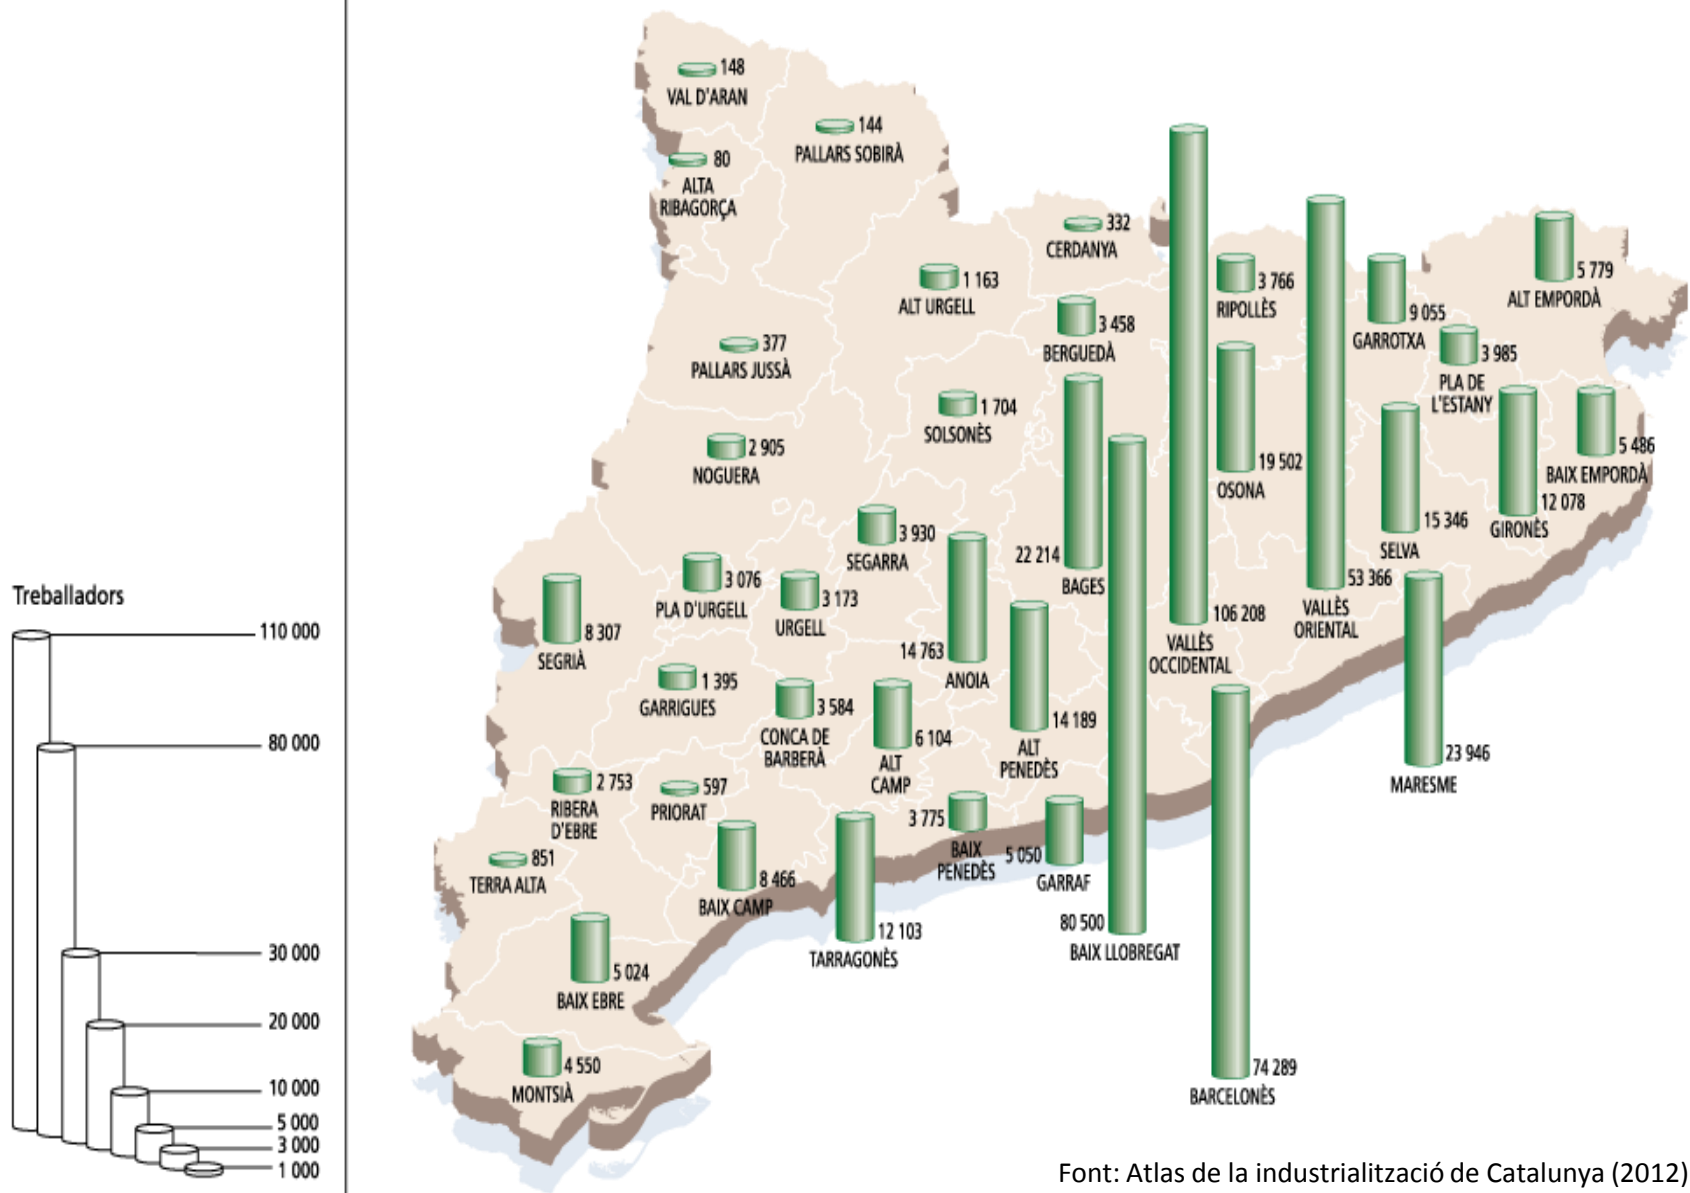 Treballadors
110 000
80 000
30 000
20 000
10 000
5 000
3 000
1 000
148
VAL D'ARAN
144
PALLARS SOBIRÀ
80
ALTA
RIBAGORÇA
332
CERDANYA
1 163
ALT URGELL
3 458
BERGUEDÀ
3 766
RIPOLLÈS
9 055
GARROTXA
5 779
ALT EMPORDÀ
3 985
PLA DE
L'ESTANY
377
PALLARS JUSSÀ
1 704
SOLSONÈS
2 905
NOGUERA
19 502
OSONA
5 486
BAIX EMPORDÀ
12 078
GIRONÈS
15 346
SELVA
3 930
SEGARRA
22 214
BAGES
53 366
VALLÈS
ORIENTAL
106 208
VALLÈS
OCCIDENTAL
8 307
SEGRIÀ
3 076
PLA D'URGELL
3 173
URGELL
14 763
ANOIA
1 395
GARRIGUES
3 584
CONCA DE
BARBERÀ
6 104
ALT
CAMP
14 189
ALT
PENEDÈS
23 946
MARESME
2 753
RIBERA
D'EBRE
597
PRIORAT
3 775
BAIX
PENEDÈS
5 050
GARRAF
851
TERRA ALTA
8 466
BAIX CAMP
12 103
TARRAGONÈS
80 500
BAIX LLOBREGAT
5 024
BAIX EBRE
4 550
MONTSIÀ
74 289
BARCELONÈS
Font: Atlas de la industrialització de Catalunya (2012)